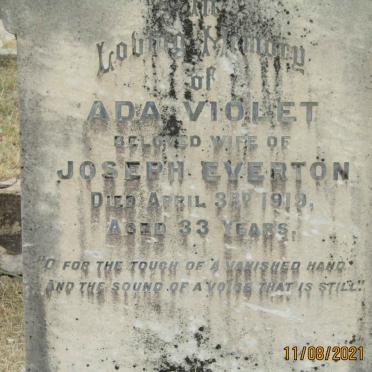 In
Loving Memory
of
ADA VIOLET
BELOVED WIFE OF
JOSEPH EVERTON
DIED APRIL 3RD 1919,
AGED 33 YEARS.
"O FOR THE TOUCH OF A VANISHED HAND
AND THE SOUND OF A VOICE THAT IS STILL"
11/08/2021